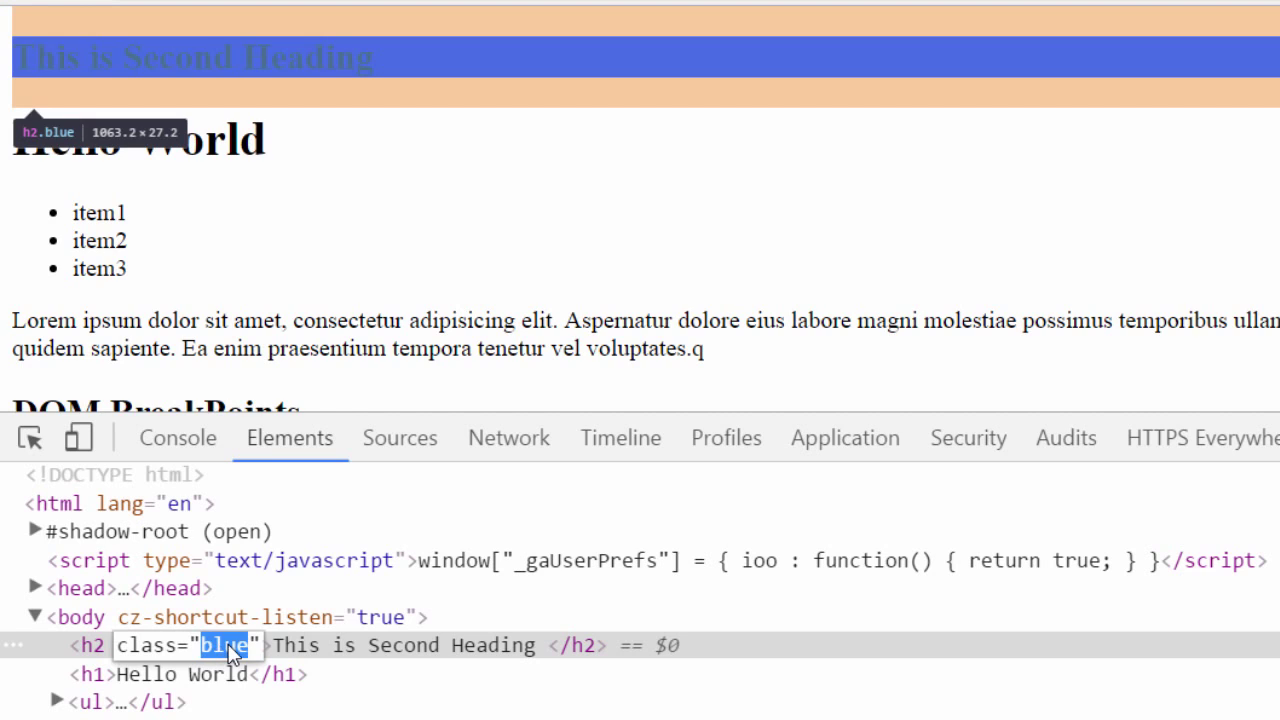 This is Second Heading
h2.blue | 1063.2 × 27.2
Hello World
item1
item2
item3
Lorem ipsum dolor sit amet, consectetur adipisicing elit. Aspernatur dolore eius labore magni molestiae possimus temporibus ullam
quidem sapiente. Ea enim praesentium tempora tenetur vel voluptates.q
DOM BreakPoints
Console Elements Sources Network Timeline Profiles Application Security Audits HTTPS Everywhe
<!DOCTYPE html>
<html lang="en">
#shadow-root (open)
<script type="text/javascript">window["_gaUserPrefs"] = { ioo : function() { return true; } }</script>
<head>…</head>
<body cz-shortcut-listen="true">
<h2 class="blue">This is Second Heading </h2> == $0
<h1>Hello World</h1>
<ul>…</ul>